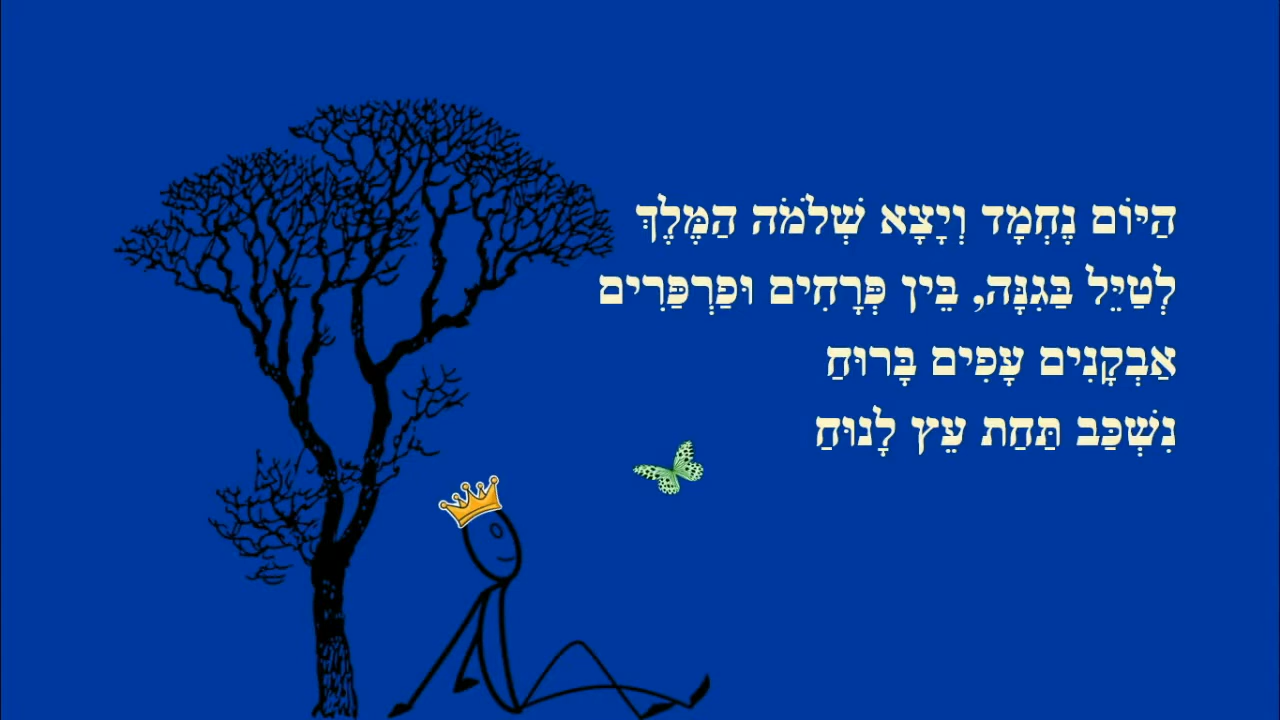 הַיּוֹם נֶחְמָד וְיָצָא שְׁלֹמֹה הַמֶּלֶךְ
לְטַיֵּל בַּגִנָּה, בֵּין פְּרָחִים וּפַרְפַּרִים
אַבְקָנִים עָפִים בָּרוּחַ
נִשְׁכַּב תַּחַת עֵץ לָנוּחַ